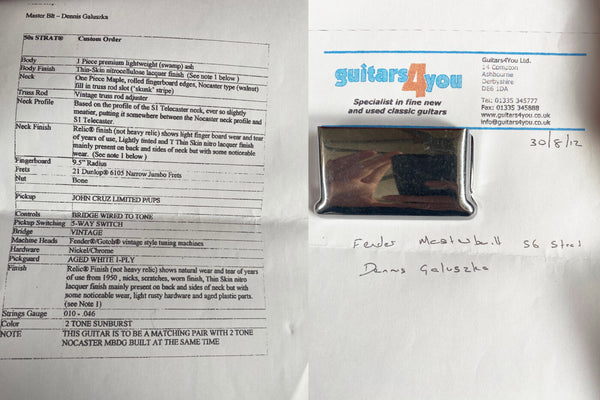 Master Blt – Dennis Galuszka
50s STRAT® Custom Order
Body 1 Piece premium lightweight (swamp) ash
Body Finish Thin-Skin nitrocellulose lacquer finish (See note 1 below )
Neck One Piece Maple, rolled fingerboard edges, Nocaster type (walnut)
fill in truss rod slot ('skunk' stripe)
Truss Rod Vintage truss rod adjuster
Neck Profile Based on the profile of the S1 Telecaster neck, ever so slightly
meatier, putting it somewhere between the Nocaster neck profile and
S1 Telecaster.
Neck Finish Relic® finish (not heavy relic) shows light finger board wear and tear
of years of use, Lightly tinted and T Thin Skin nitro lacquer finish
mainly present on back and sides of neck but with some noticeable
wear. (See note 1 below )
Fingerboard 9.5" Radius
Frets 21 Dunlop® 6105 Narrow Jumbo Frets
Nut Bone
Pickup JOHN CRUZ LIMITED P/UPS
Controls BRIDGE WIRED TO TONE
Pickup Switching 5-WAY SWITCH
Bridge VINTAGE
Machine Heads Fender®/Gotoh® vintage style tuning machines
Hardware Nickel/Chrome
Pickguard AGED WHITE 1-PLY
Finish Relic® Finish (not heavy relic) shows natural wear and tear of years
of use from 1950 , nicks, scratches, worn finish, Thin Skin nitro
lacquer finish mainly present on back and sides of neck but with
some noticeable wear, light rusty hardware and aged plastic parts.
(see Note 1)
Strings Gauge .010 - .046
Color 2 TONE SUNBURST
NOTE THIS GUITAR IS TO BE A MATCHING PAIR WITH 2 TONE
NOCASTER MBDG BUILT AT THE SAME TIME
guitars4you
Specialist in fine new
and used classic guitars
Guitars4You Ltd.
14 Compton
Ashbourne
Derbyshire
DE6 1DA
Tel: 01335 345777
Fax: 01335 345888
www.guitars4you.co.uk
info@guitars4you.co.uk
30/8/12
Fender Masterbuilt 56 Strat
Dennis Galuszka